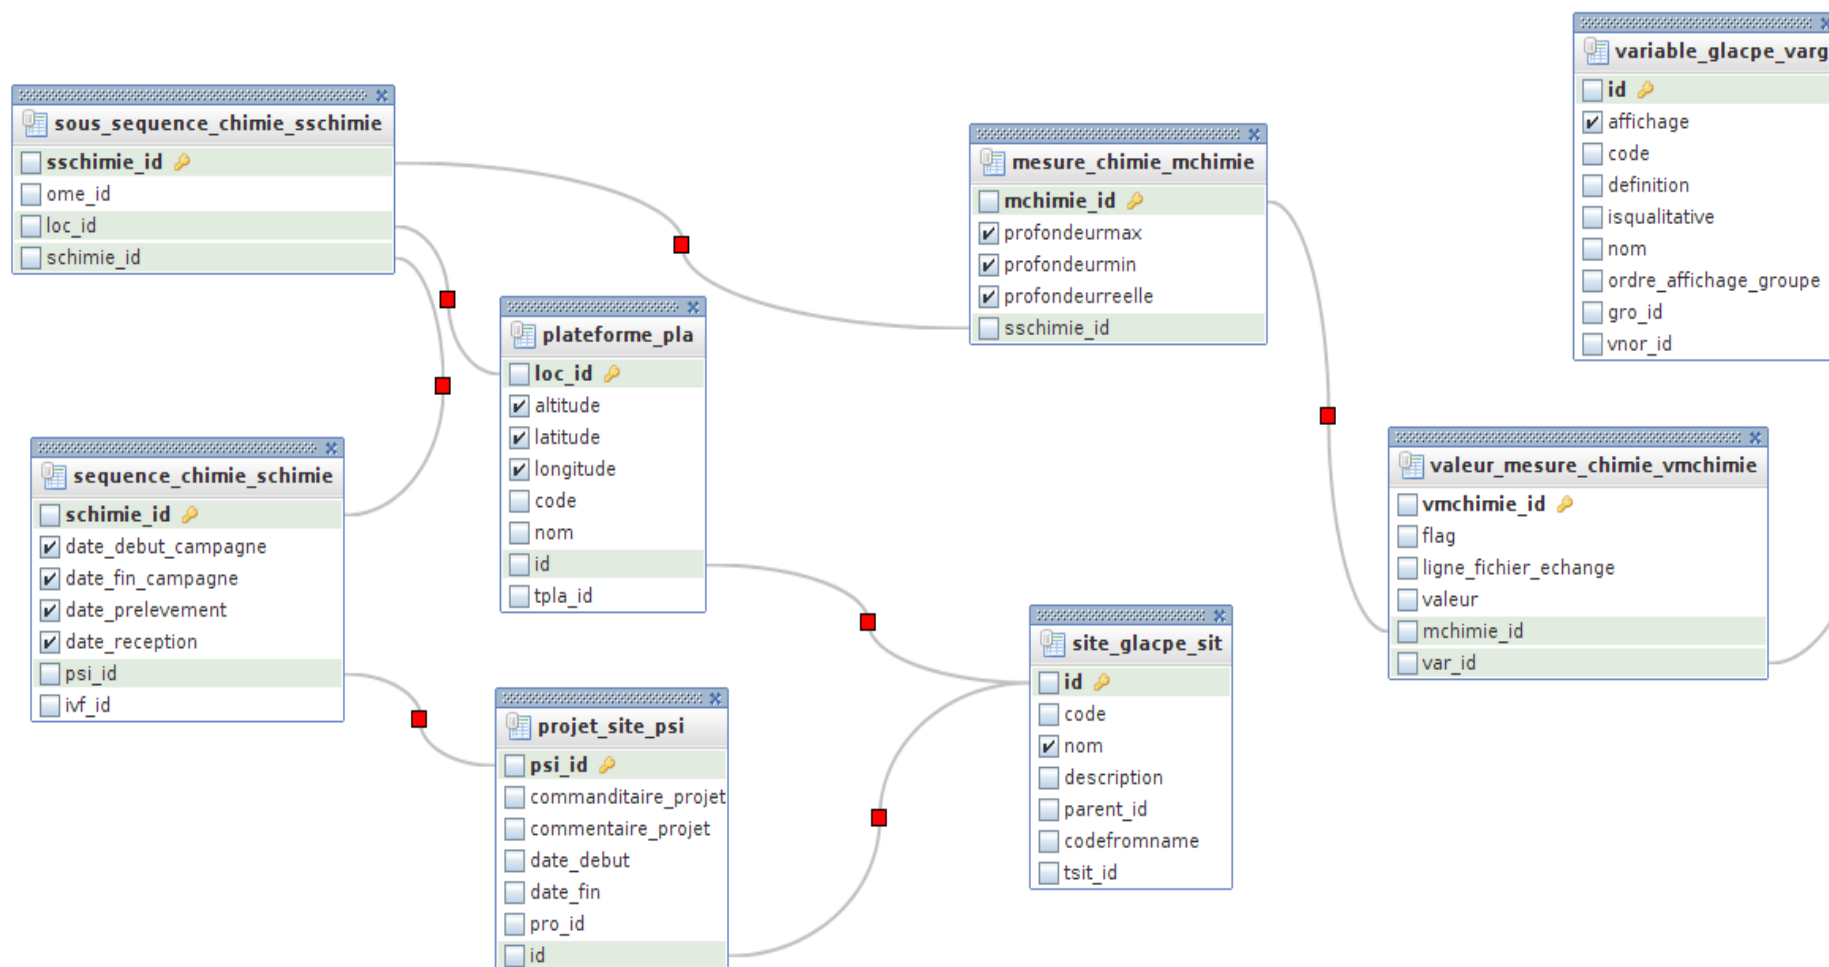 sous_sequence_chimie_sschimie
sschimie_id
ome_id
loc_id
schimie_id
sequence_chimie_schimie
schimie_id
date_debut_campagne
date_fin_campagne
date_prelevement
date_reception
psi_id
ivf_id
plateforme_pla
loc_id
altitude
latitude
longitude
code
nom
id
tpla_id
projet_site_psi
psi_id
commanditaire_projet
commentaire_projet
date_debut
date_fin
pro_id
id
mesure_chimie_mchimie
mchimie_id
profondeurmax
profondeurmin
profondeurreelle
sschimie_id
site_glacpe_sit
id
code
nom
description
parent_id
codefromname
tsit_id
variable_glacpe_varg
id
affichage
code
definition
isqualitative
nom
ordre_affichage_groupe
gro_id
vnor_id
valeur_mesure_chimie_vmchimie
vmchimie_id
flag
ligne_fichier_echange
valeur
mchimie_id
var_id